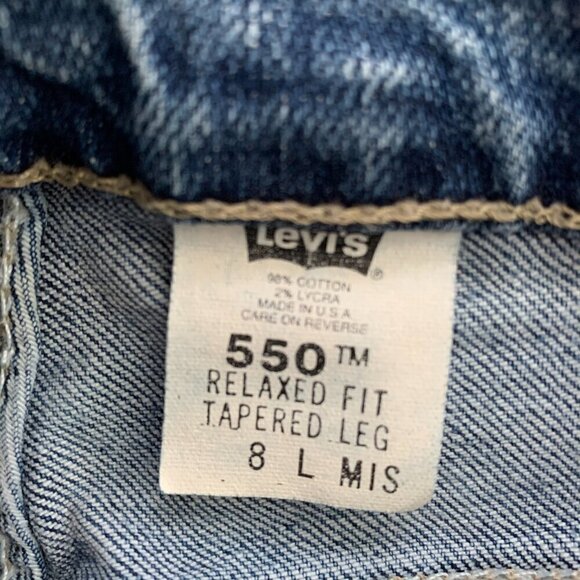 Levi's
®
98% COTTON
2% LYCRA
MADE IN U.S.A.
CARE ON REVERSE
550™
RELAXED FIT
TAPERED LEG
8 L MIS